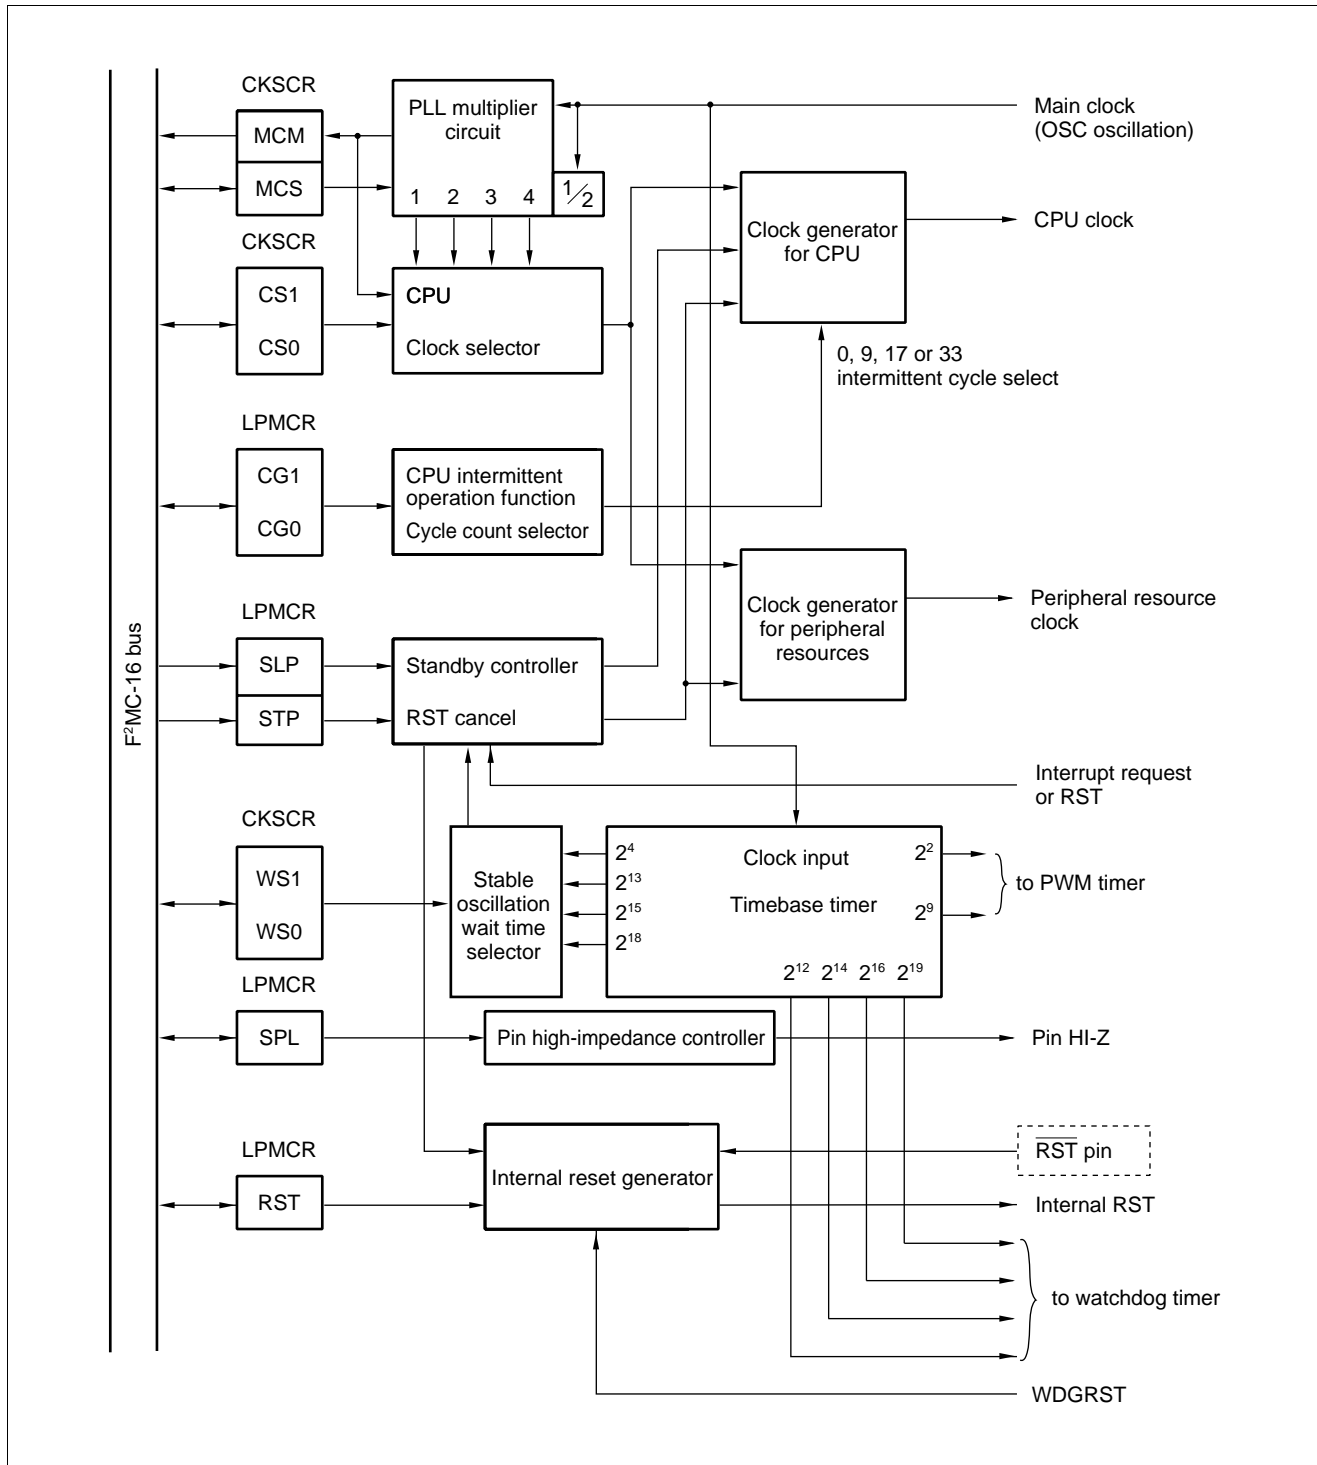 CKSCR
MCM
MCS
PLL multiplier
circuit
1 2 3 4
1/2
Main clock
(OSC oscillation)
Clock generator
for CPU
CPU clock
CKSCR
CS1
CS0
CPU
Clock selector
0, 9, 17 or 33
intermittent cycle select
LPMCR
CG1
CG0
CPU intermittent
operation function
Cycle count selector
Clock generator
for peripheral
resources
Peripheral resource
clock
F²MC-16 bus
LPMCR
SLP
STP
Standby controller
RST cancel
Interrupt request
or RST
CKSCR
WS1
WS0
Stable
oscillation
wait time
selector
2⁴
2¹³
2¹⁵
2¹⁸
Clock input
Timebase timer
2²
2⁹
2¹² 2¹⁴ 2¹⁶ 2¹⁹
to PWM timer
LPMCR
SPL
Pin high-impedance controller
Pin HI-Z
LPMCR
RST
Internal reset generator
R̅S̅T̅ pin
Internal RST
to watchdog timer
WDGRST